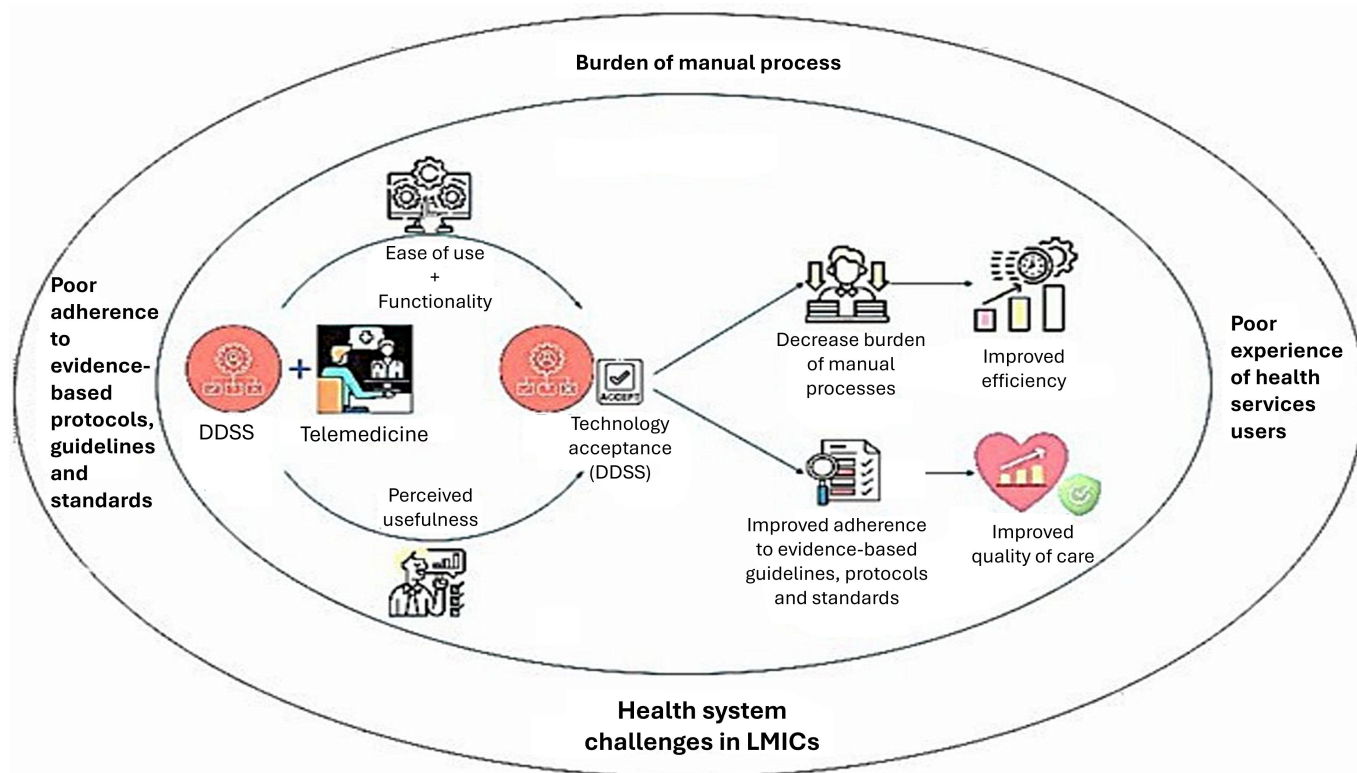 Burden of manual process
Poor
adherence
to
evidence-
based
protocols,
guidelines
and
standards
Ease of use
+
Functionality
DDSS
+
Telemedicine
Perceived
usefulness
ACCEPT
Technology
acceptance
(DDSS)
Decrease burden
of manual
processes
Improved
efficiency
Improved adherence
to evidence-based
guidelines, protocols
and standards
Improved
quality of care
Poor
experience
of health
services
users
Health system
challenges in LMICs